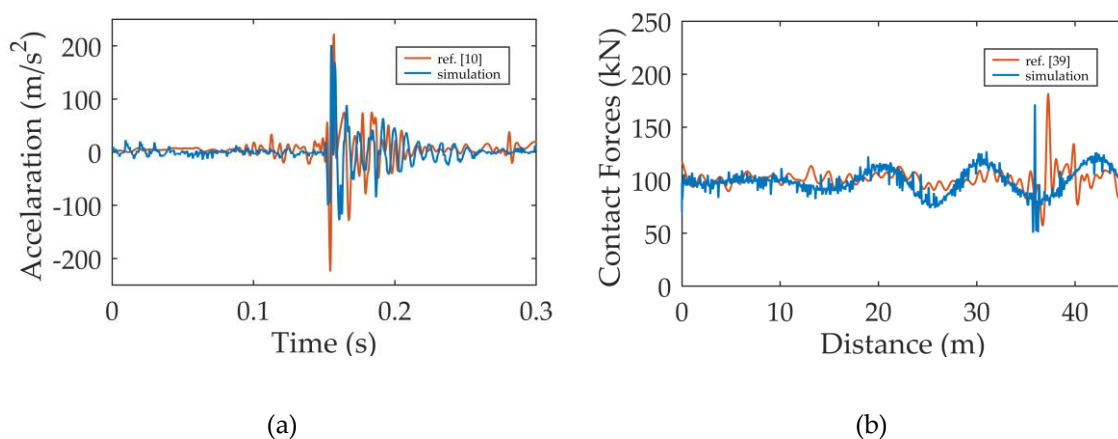 200
100
0
-100
-200
Accelaration (m/s²)
ref. [10]
simulation
0
0.1
0.2
0.3
Time (s)
(a)
250
200
150
100
50
0
Contact Forces (kN)
ref. [39]
simulation
0
10
20
30
40
Distance (m)
(b)